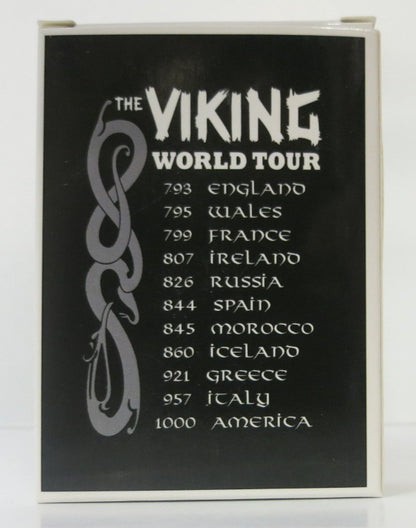 THE VIKING
WORLD TOUR
793 ENGLAND
795 WALES
799 FRANCE
807 IRELAND
826 RUSSIA
844 SPAIN
845 MOROCCO
860 ICELAND
921 GREECE
957 ITALY
1000 AMERICA